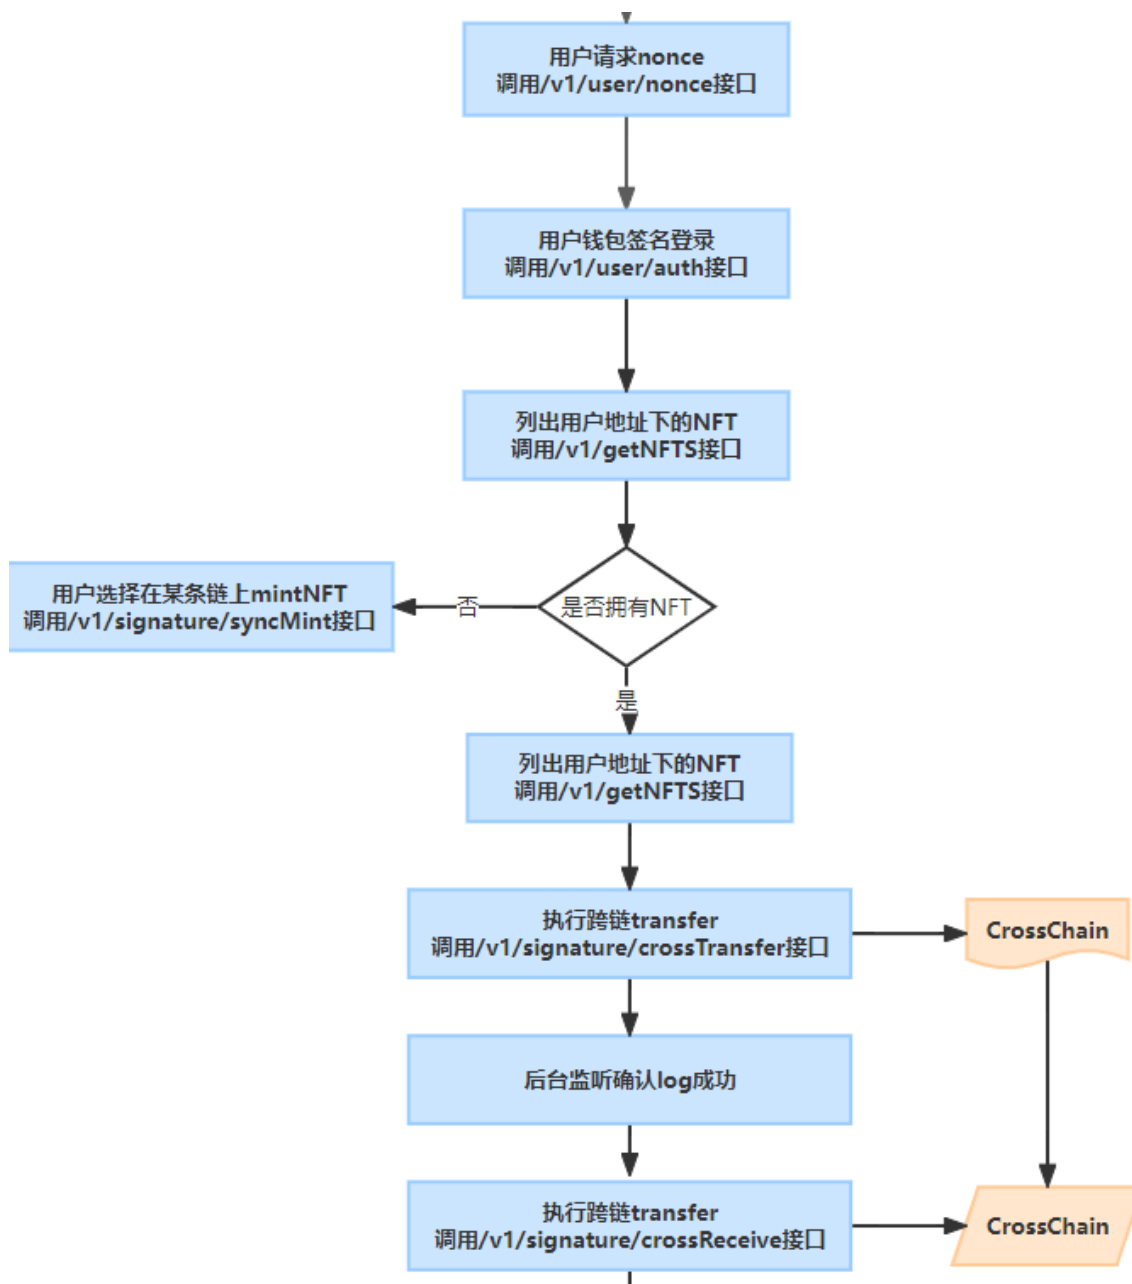 用户请求nonce
调用/v1/user/nonce接口
用户钱包签名登录
调用/v1/user/auth接口
列出用户地址下的NFT
调用/v1/getNFTS接口
是否拥有NFT
否
用户选择在某条链上mintNFT
调用/v1/signature/syncMint接口
是
列出用户地址下的NFT
调用/v1/getNFTS接口
执行跨链transfer
调用/v1/signature/crossTransfer接口
CrossChain
后台监听确认log成功
执行跨链transfer
调用/v1/signature/crossReceive接口
CrossChain